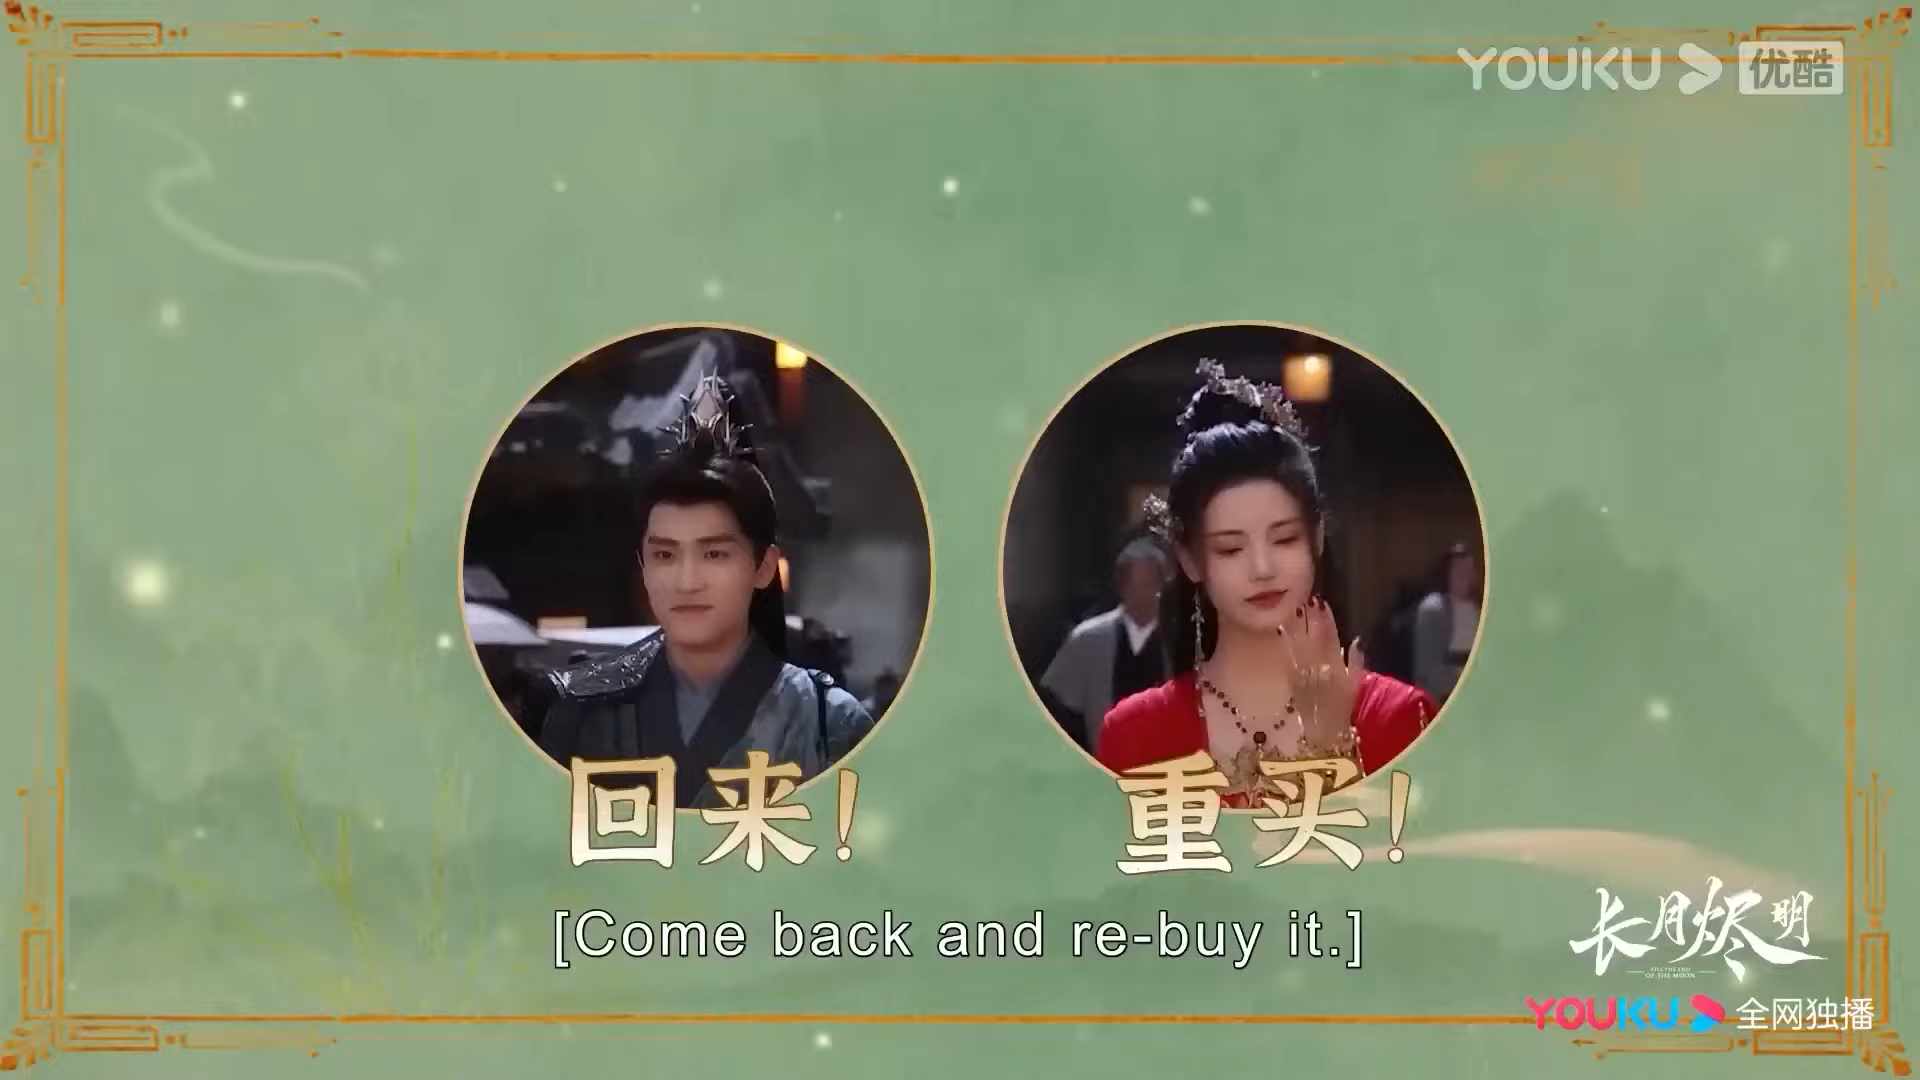 YOUKU 优酷
回来! 重买!
[Come back and re-buy it.]
长月烬明
TILL THE END
OF THE MOON
YOUKU 全网独播